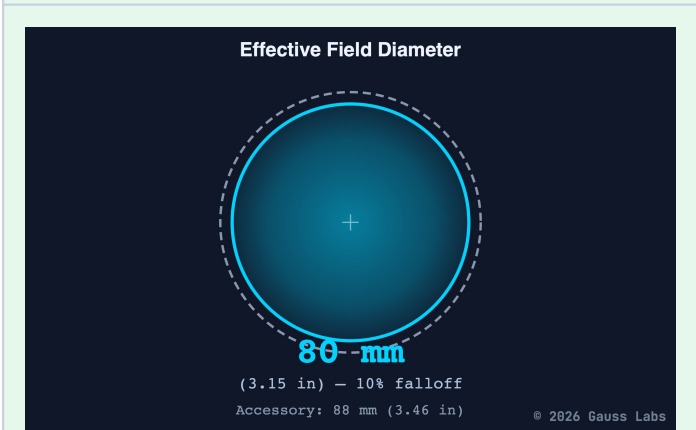 Effective Field Diameter
80 mm
(3.15 in) — 10% falloff
Accessory: 88 mm (3.46 in)
© 2026 Gauss Labs